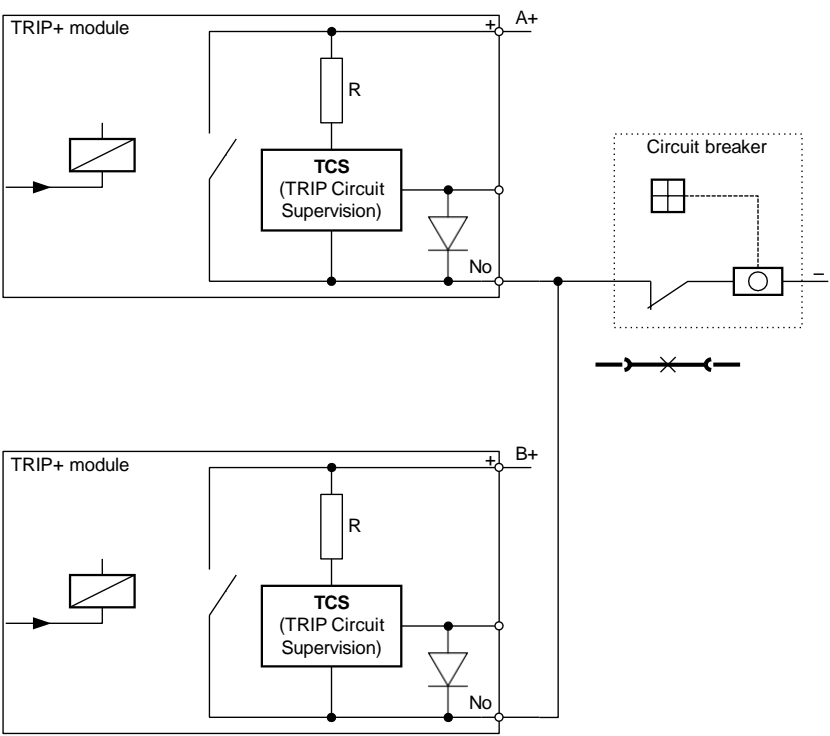 TRIP+ module
+
A+
R
TCS
(TRIP Circuit
Supervision)
No
Circuit breaker
–
TRIP+ module
+
B+
R
TCS
(TRIP Circuit
Supervision)
No